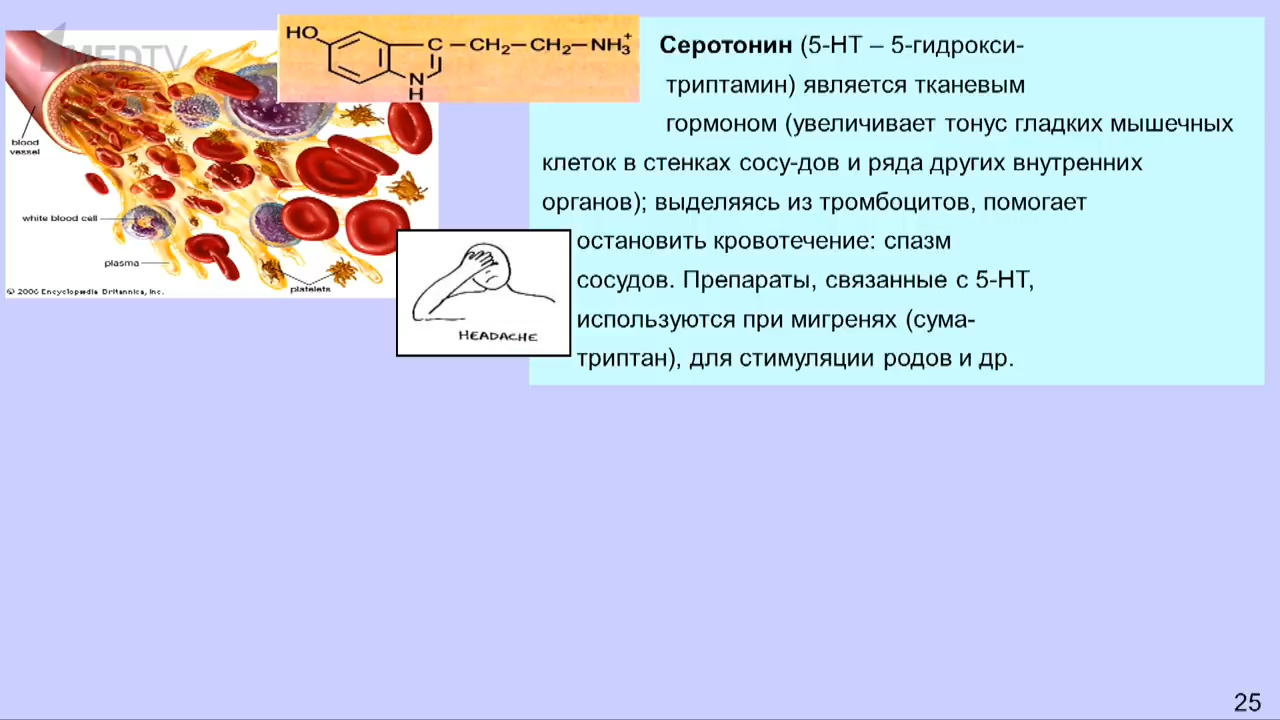 MEDTV
HO
C – CH2 – CH2 – NH3+
N
H
blood
vessel
white blood cell
plasma
platelets
© 2006 Encyclopædia Britannica, Inc.
HEADACHE
Серотонин (5-НТ – 5-гидрокси-
триптамин) является тканевым
гормоном (увеличивает тонус гладких мышечных
клеток в стенках сосу-дов и ряда других внутренних
органов); выделяясь из тромбоцитов, помогает
остановить кровотечение: спазм
сосудов. Препараты, связанные с 5-НТ,
используются при мигренях (сума-
триптан), для стимуляции родов и др.
25